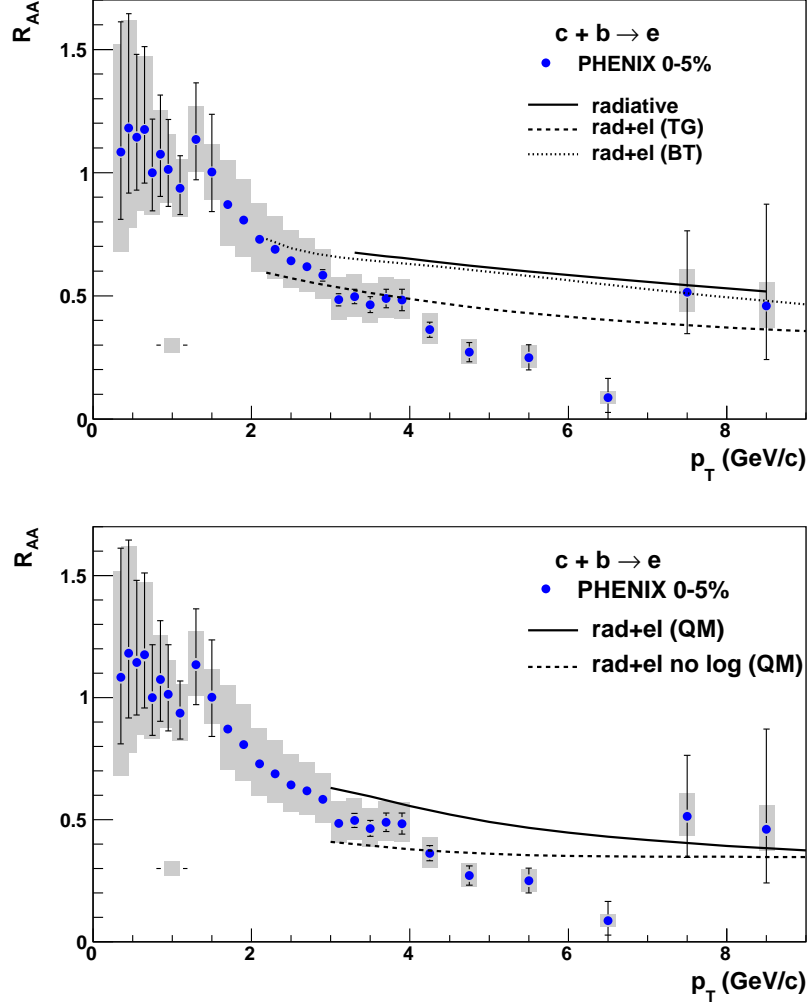 R_AA
c + b → e
PHENIX 0-5%
radiative
rad+el (TG)
rad+el (BT)
1.5
1
0.5
0
0 2 4 6 8
p_T (GeV/c)
R_AA
c + b → e
PHENIX 0-5%
rad+el (QM)
rad+el no log (QM)
1.5
1
0.5
0
0 2 4 6 8
p_T (GeV/c)